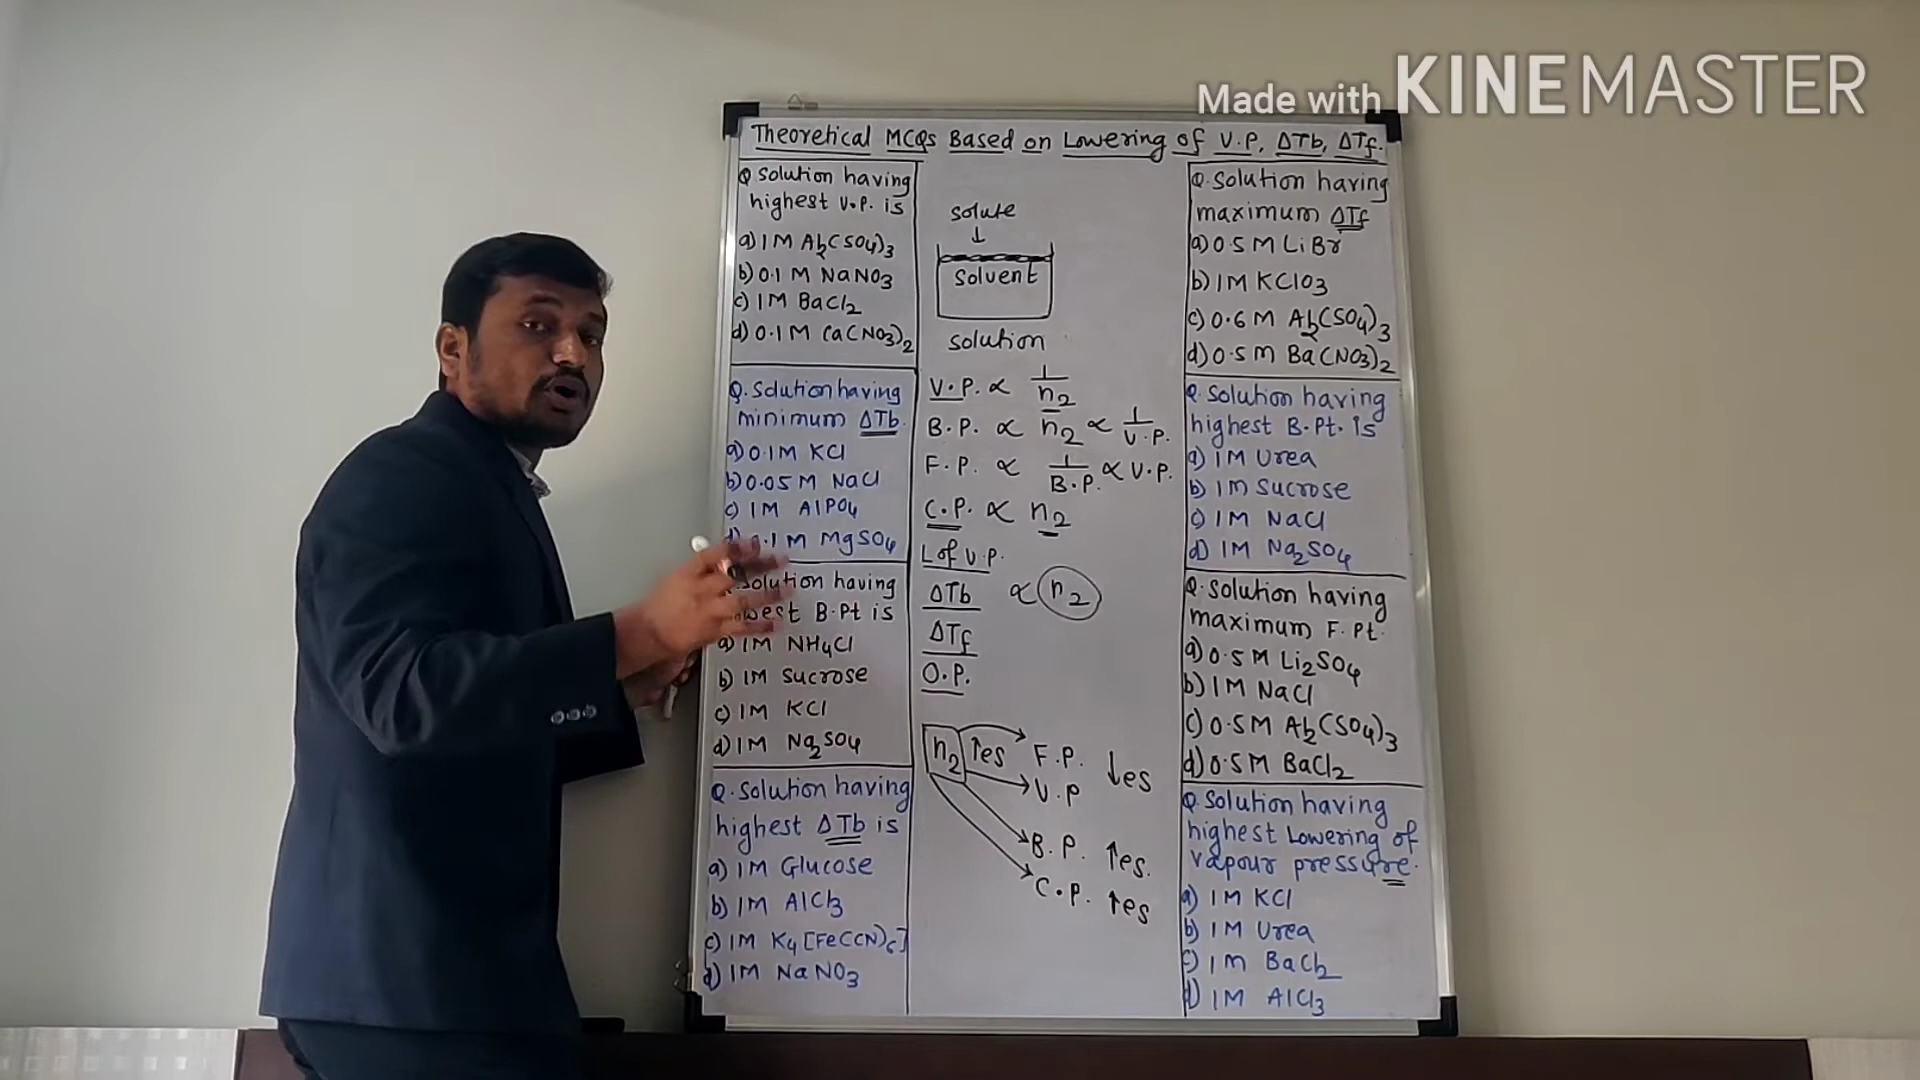 Made with KINEMASTER
Theoretical MCQs Based on Lowering of V.P, ΔTb, ΔTf.
Q Solution having
highest V.P. is
a) 1M Al2(SO4)3
b) 0.1 M NaNO3
c) 1M BaCl2
d) 0.1M Ca(NO3)2
Q. Solution having
minimum ΔTb.
a) 0.1M KCl
b) 0.05 M NaCl
c) 1M AlPO4
d) 0.1M MgSO4
Solution having
B.Pt is
a) 1M NH4Cl
b) 1M Sucrose
c) 1M KCl
d) 1M Na2SO4
Q. Solution having
highest ΔTb is
a) 1M Glucose
b) 1M AlCl3
c) 1M K4[Fe(CN)6]
d) 1M NaNO3
solute
↓
solvent
solution
V.P. ∝ 1/n2
B.P. ∝ n2 ∝ 1/V.P.
F.P. ∝ 1/B.P. ∝ V.P.
C.P. ∝ n2
L of V.P.
ΔTb ∝ n2
ΔTf
O.P.
n2 ↑es F.P. ↓es
V.P
B.P. ↑es.
C.P. ↑es
Q. Solution having
maximum ΔTf
a) 0.5 M LiBr
b) 1M KClO3
c) 0.6 M Al2(SO4)3
d) 0.5 M Ba(NO3)2
Q. Solution having
highest B.Pt. is
a) 1M Urea
b) 1M Sucrose
c) 1M NaCl
d) 1M Na2SO4
Q. Solution having
maximum F.Pt.
a) 0.5M Li2SO4
b) 1M NaCl
c) 0.5M Al2(SO4)3
d) 0.5M BaCl2
Q. Solution having
highest Lowering of
vapour pressure.
a) 1M KCl
b) 1M Urea
c) 1M BaCl2
d) 1M AlCl3